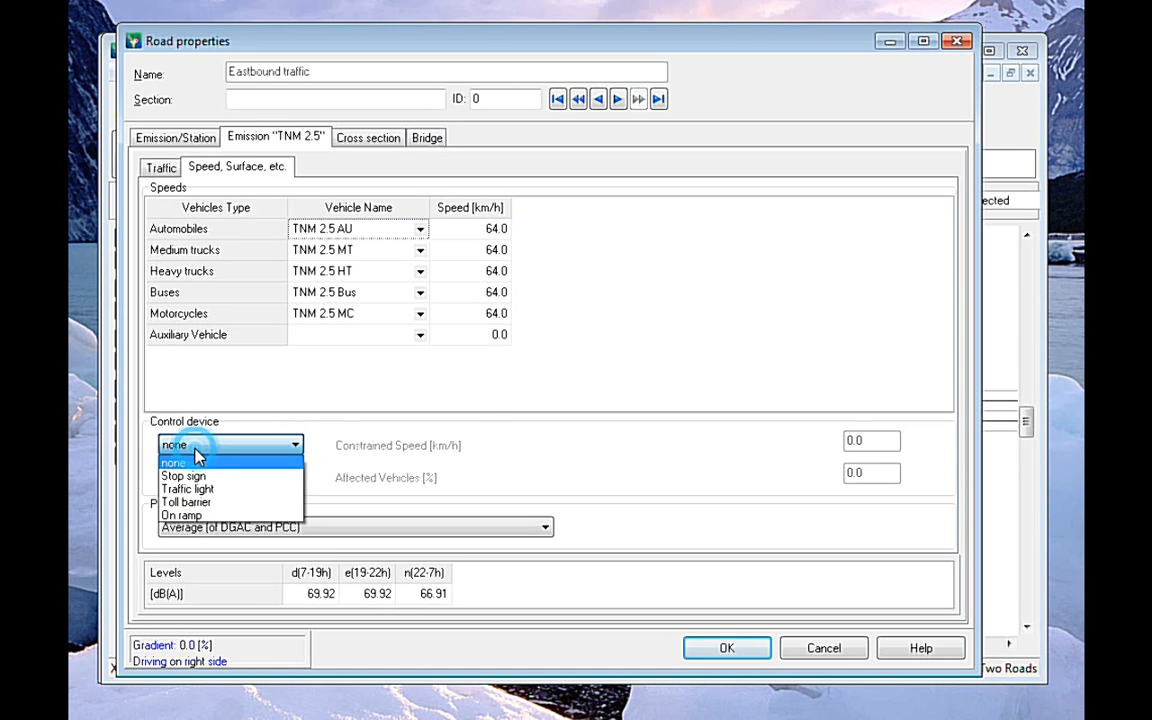 Road properties
Name: Eastbound traffic
Section: ID: 0
Emission/Station Emission "TNM 2.5" Cross section Bridge
Traffic Speed, Surface, etc.
Speeds
Vehicles Type Vehicle Name Speed [km/h]
Automobiles TNM 2.5 AU 64.0
Medium trucks TNM 2.5 MT 64.0
Heavy trucks TNM 2.5 HT 64.0
Buses TNM 2.5 Bus 64.0
Motorcycles TNM 2.5 MC 64.0
Auxiliary Vehicle 0.0
Control device
none Constrained Speed [km/h] 0.0
none
Stop sign Affected Vehicles [%] 0.0
Traffic light
Toll barrier
On ramp
Average (of DGAC and PCC)
Levels d(7-19h) e(19-22h) n(22-7h)
[dB(A)] 69.92 69.92 66.91
Gradient: 0.0 [%]
Driving on right side
OK Cancel Help
Two Roads